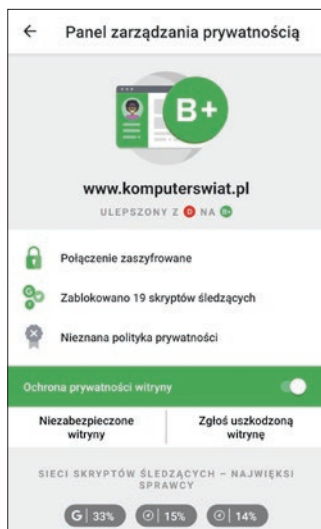 Panel zarządzania prywatnością
B+
www.komputerswiat.pl
ULEPSZONY Z D NA B+
Połączenie zaszyfrowane
Zablokowano 19 skryptów śledzących
Nieznana polityka prywatności
Ochrona prywatności witryny
Niezabezpieczone
witryny
Zgłoś uszkodzoną
witrynę
SIECI SKRYPTÓW ŚLEDZĄCYCH – NAJWIĘKSI
SPRAWCY
G 33%
15%
14%